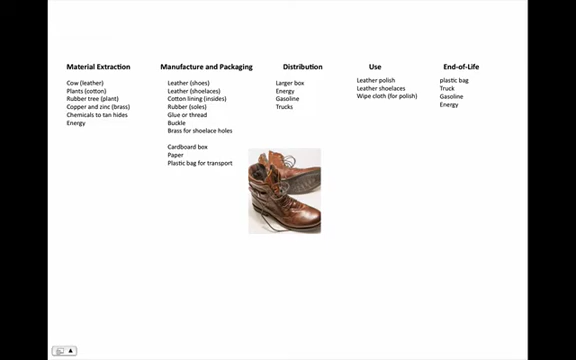 Material Extraction
Cow (leather)
Plants (cotton)
Rubber tree (plant)
Copper and zinc (brass)
Chemicals to tan hides
Energy
Manufacture and Packaging
Leather (shoes)
Leather (shoelaces)
Cotton lining (insides)
Rubber (soles)
Glue or thread
Buckle
Brass for shoelace holes
Cardboard box
Paper
Plastic bag for transport
Distribution
Larger box
Energy
Gasoline
Trucks
Use
Leather polish
Leather shoelaces
Wipe cloth (for polish)
End-of-Life
plastic bag
Truck
Gasoline
Energy